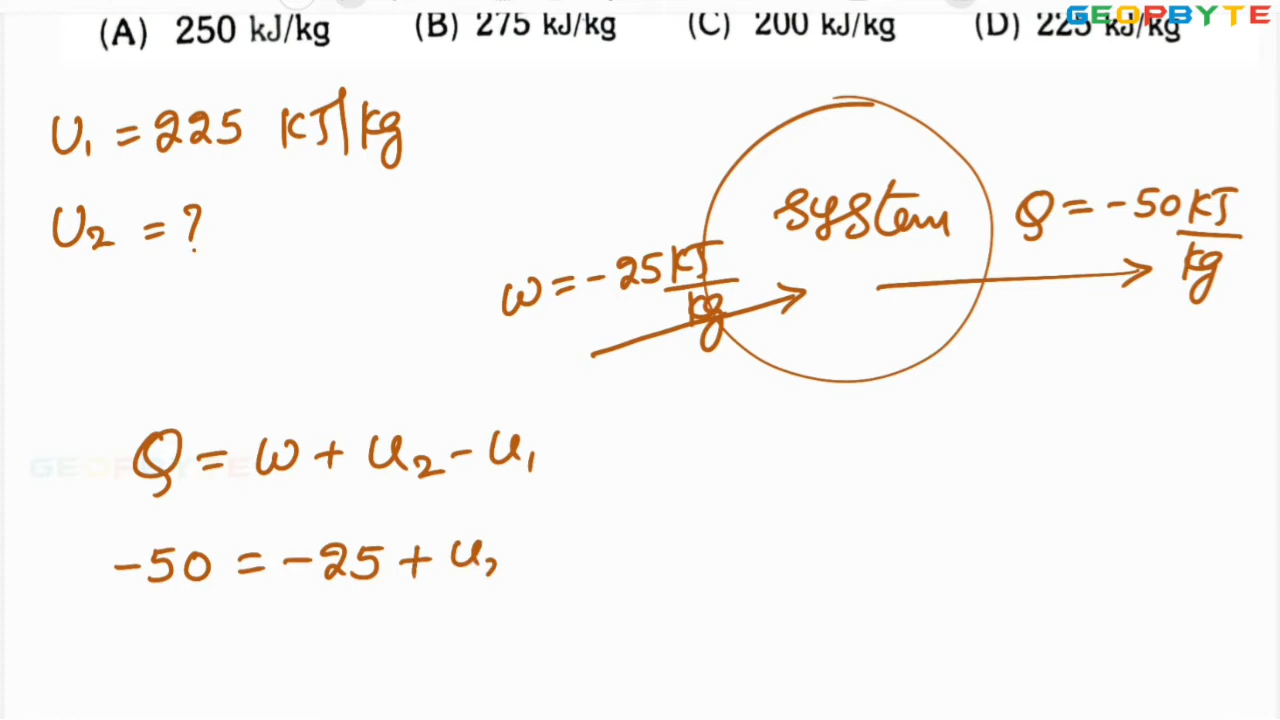 GEOPBYTE
(A) 250 kJ/kg (B) 275 kJ/kg (C) 200 kJ/kg (D) 225 kJ/kg
U₁ = 225 KJ/kg
U₂ = ?
system
Q = -50 KJ/kg
W = -25 KJ/kg
GEOPBYTE
Q = W + U₂ - U₁
-50 = -25 + U₂